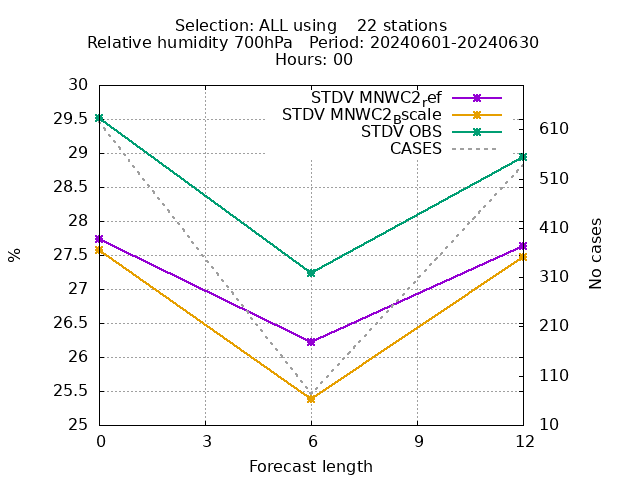 Selection: ALL using    22 stations
Relative humidity 700hPa   Period: 20240601-20240630
Hours: 00
STDV MNWC2ref
STDV MNWC2Bscale
STDV OBS
CASES
30
29.5
29
28.5
28
27.5
27
26.5
26
25.5
25
%
610
510
410
310
210
110
10
No cases
0 3 6 9 12
Forecast length